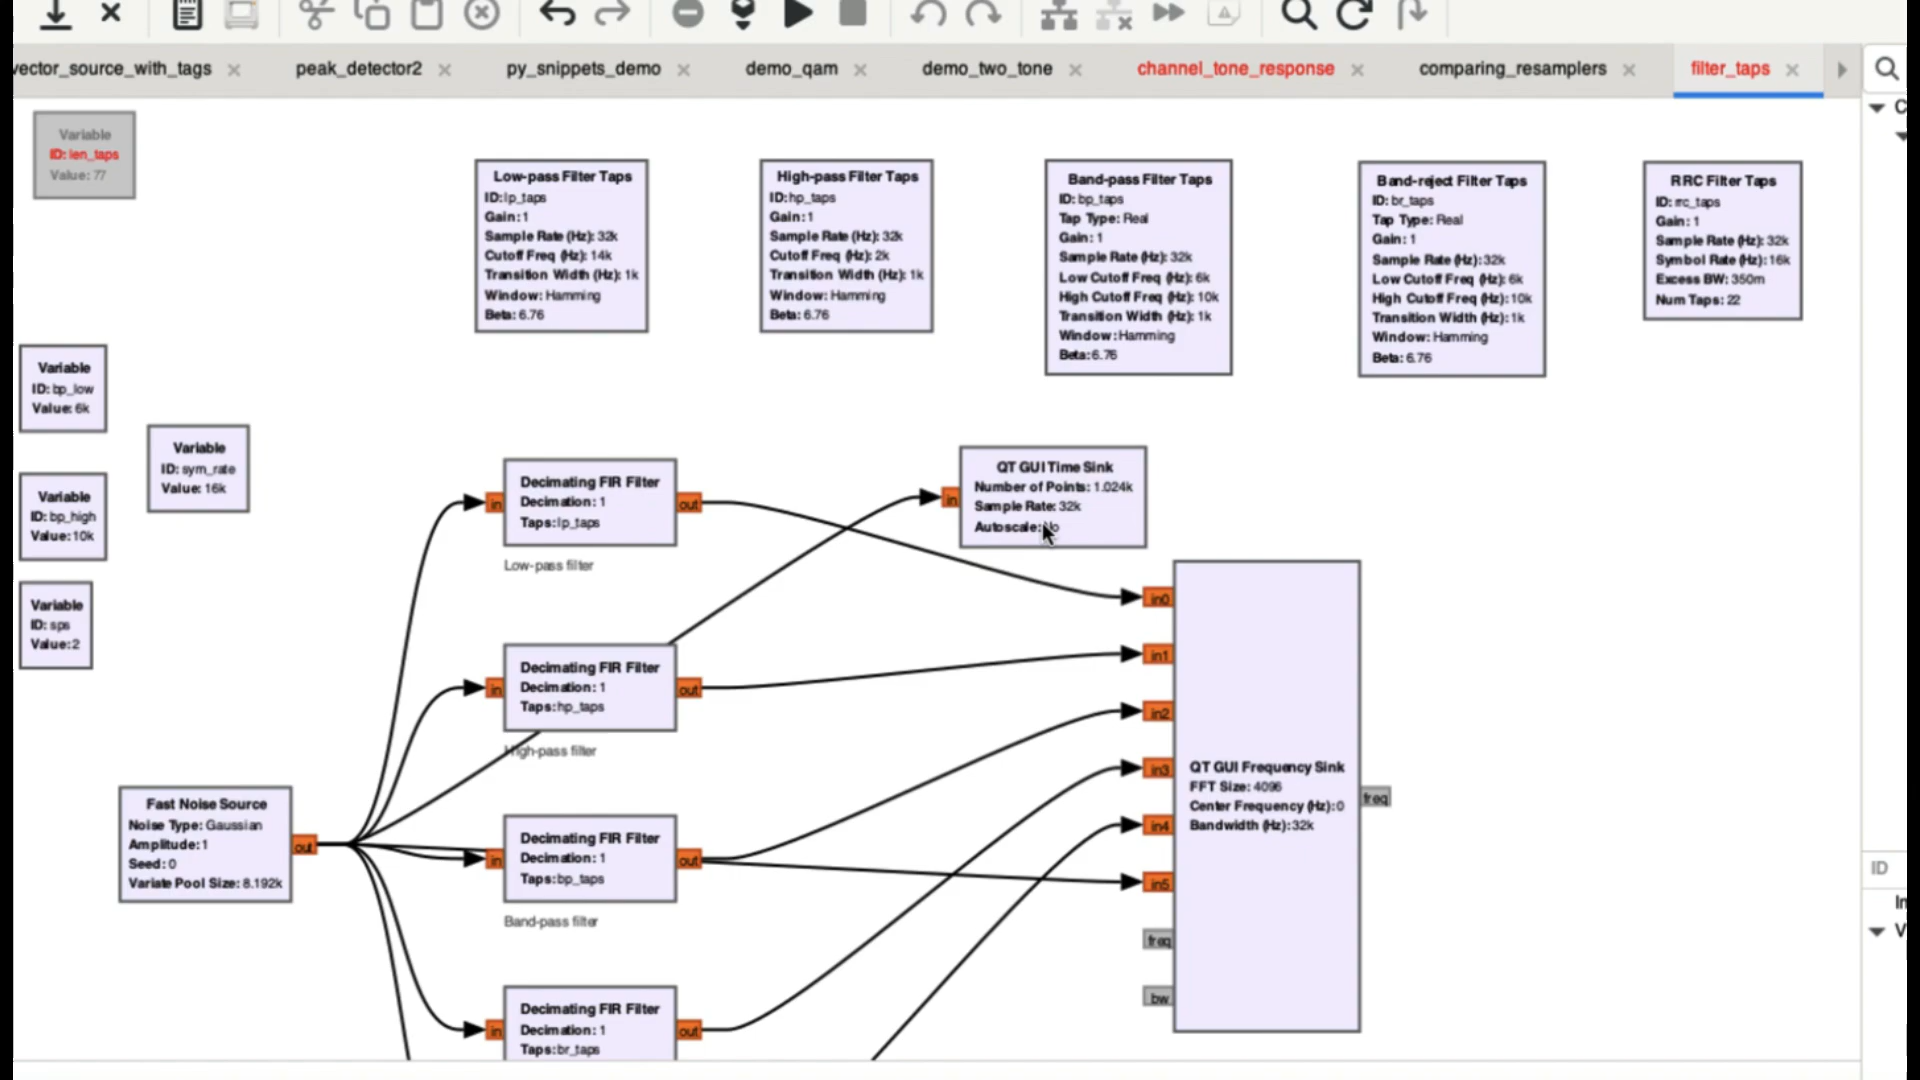 vector_source_with_tags
peak_detector2
py_snippets_demo
demo_qam
demo_two_tone
channel_tone_response
comparing_resamplers
filter_taps
Variable
ID: len_taps
Value: 77
Low-pass Filter Taps
ID: lp_taps
Gain: 1
Sample Rate (Hz): 32k
Cutoff Freq (Hz): 14k
Transition Width (Hz): 1k
Window: Hamming
Beta: 6.76
High-pass Filter Taps
ID: hp_taps
Gain: 1
Sample Rate (Hz): 32k
Cutoff Freq (Hz): 2k
Transition Width (Hz): 1k
Window: Hamming
Beta: 6.76
Band-pass Filter Taps
ID: bp_taps
Tap Type: Real
Gain: 1
Sample Rate (Hz): 32k
Low Cutoff Freq (Hz): 6k
High Cutoff Freq (Hz): 10k
Transition Width (Hz): 1k
Window: Hamming
Beta: 6.76
Band-reject Filter Taps
ID: br_taps
Tap Type: Real
Gain: 1
Sample Rate (Hz): 32k
Low Cutoff Freq (Hz): 6k
High Cutoff Freq (Hz): 10k
Transition Width (Hz): 1k
Window: Hamming
Beta: 6.76
RRC Filter Taps
ID: rrc_taps
Gain: 1
Sample Rate (Hz): 32k
Symbol Rate (Hz): 16k
Excess BW: 350m
Num Taps: 22
Variable
ID: bp_low
Value: 6k
Variable
ID: sym_rate
Value: 16k
Variable
ID: bp_high
Value: 10k
Variable
ID: sps
Value: 2
in
Decimating FIR Filter
Decimation: 1
Taps: lp_taps
out
Low-pass filter
in
QT GUI Time Sink
Number of Points: 1.024k
Sample Rate: 32k
Autoscale:
in
Decimating FIR Filter
Decimation: 1
Taps: hp_taps
out
High-pass filter
Fast Noise Source
Noise Type: Gaussian
Amplitude: 1
Seed: 0
Variate Pool Size: 8.192k
out
in
Decimating FIR Filter
Decimation: 1
Taps: bp_taps
out
Band-pass filter
in
Decimating FIR Filter
Decimation: 1
Taps: br_taps
out
in0
in1
in2
in3
in4
in5
freq
bw
QT GUI Frequency Sink
FFT Size: 4096
Center Frequency (Hz): 0
Bandwidth (Hz): 32k
freq
ID